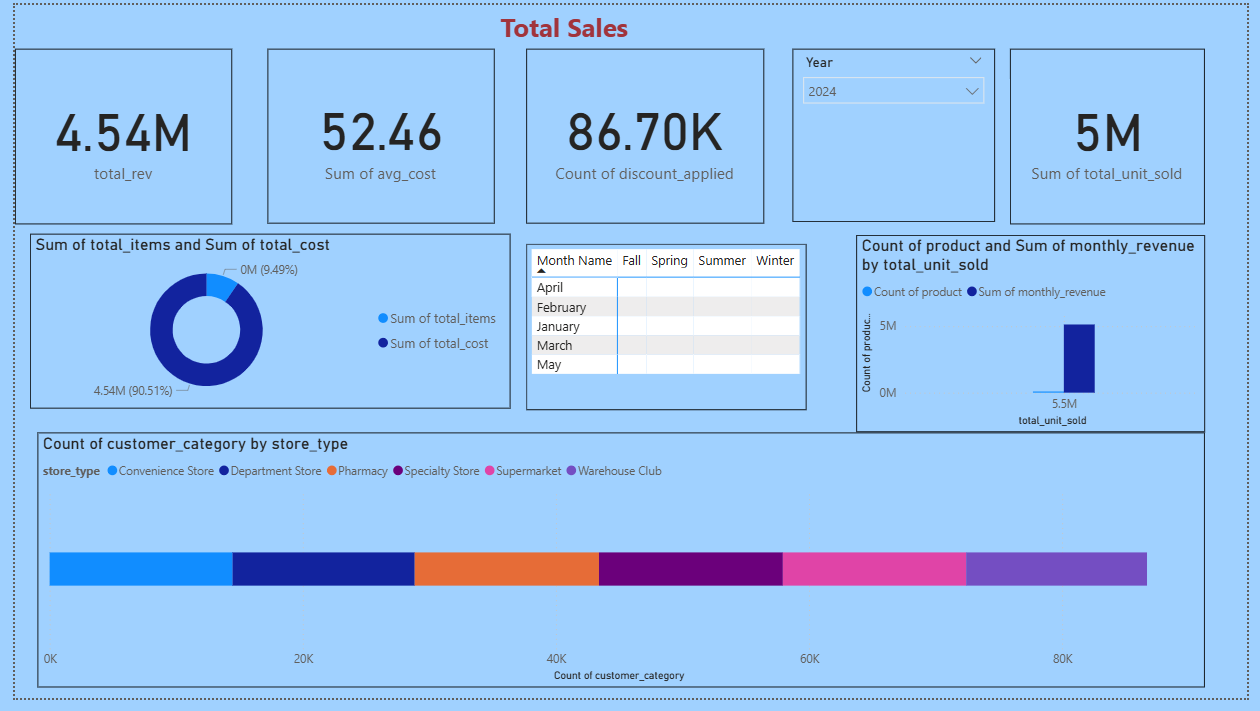 Total Sales
4.54M
total_rev
52.46
Sum of avg_cost
86.70K
Count of discount_applied
Year
2024
5M
Sum of total_unit_sold
Sum of total_items and Sum of total_cost
0M (9.49%)
4.54M (90.51%)
Sum of total_items
Sum of total_cost
Month Name Fall Spring Summer Winter
April
February
January
March
May
Count of product and Sum of monthly_revenue
by total_unit_sold
Count of product Sum of monthly_revenue
Count of produc...
5M
0M
5.5M
total_unit_sold
Count of customer_category by store_type
store_type Convenience Store Department Store Pharmacy Specialty Store Supermarket Warehouse Club
0K 20K 40K 60K 80K
Count of customer_category